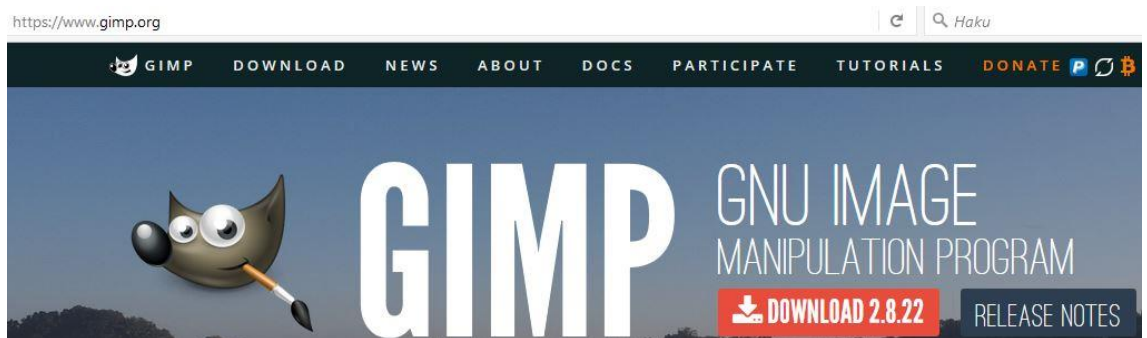 https://www.gimp.org Haku
GIMP DOWNLOAD NEWS ABOUT DOCS PARTICIPATE TUTORIALS DONATE
GIMP
GNU IMAGE
MANIPULATION PROGRAM
DOWNLOAD 2.8.22 RELEASE NOTES